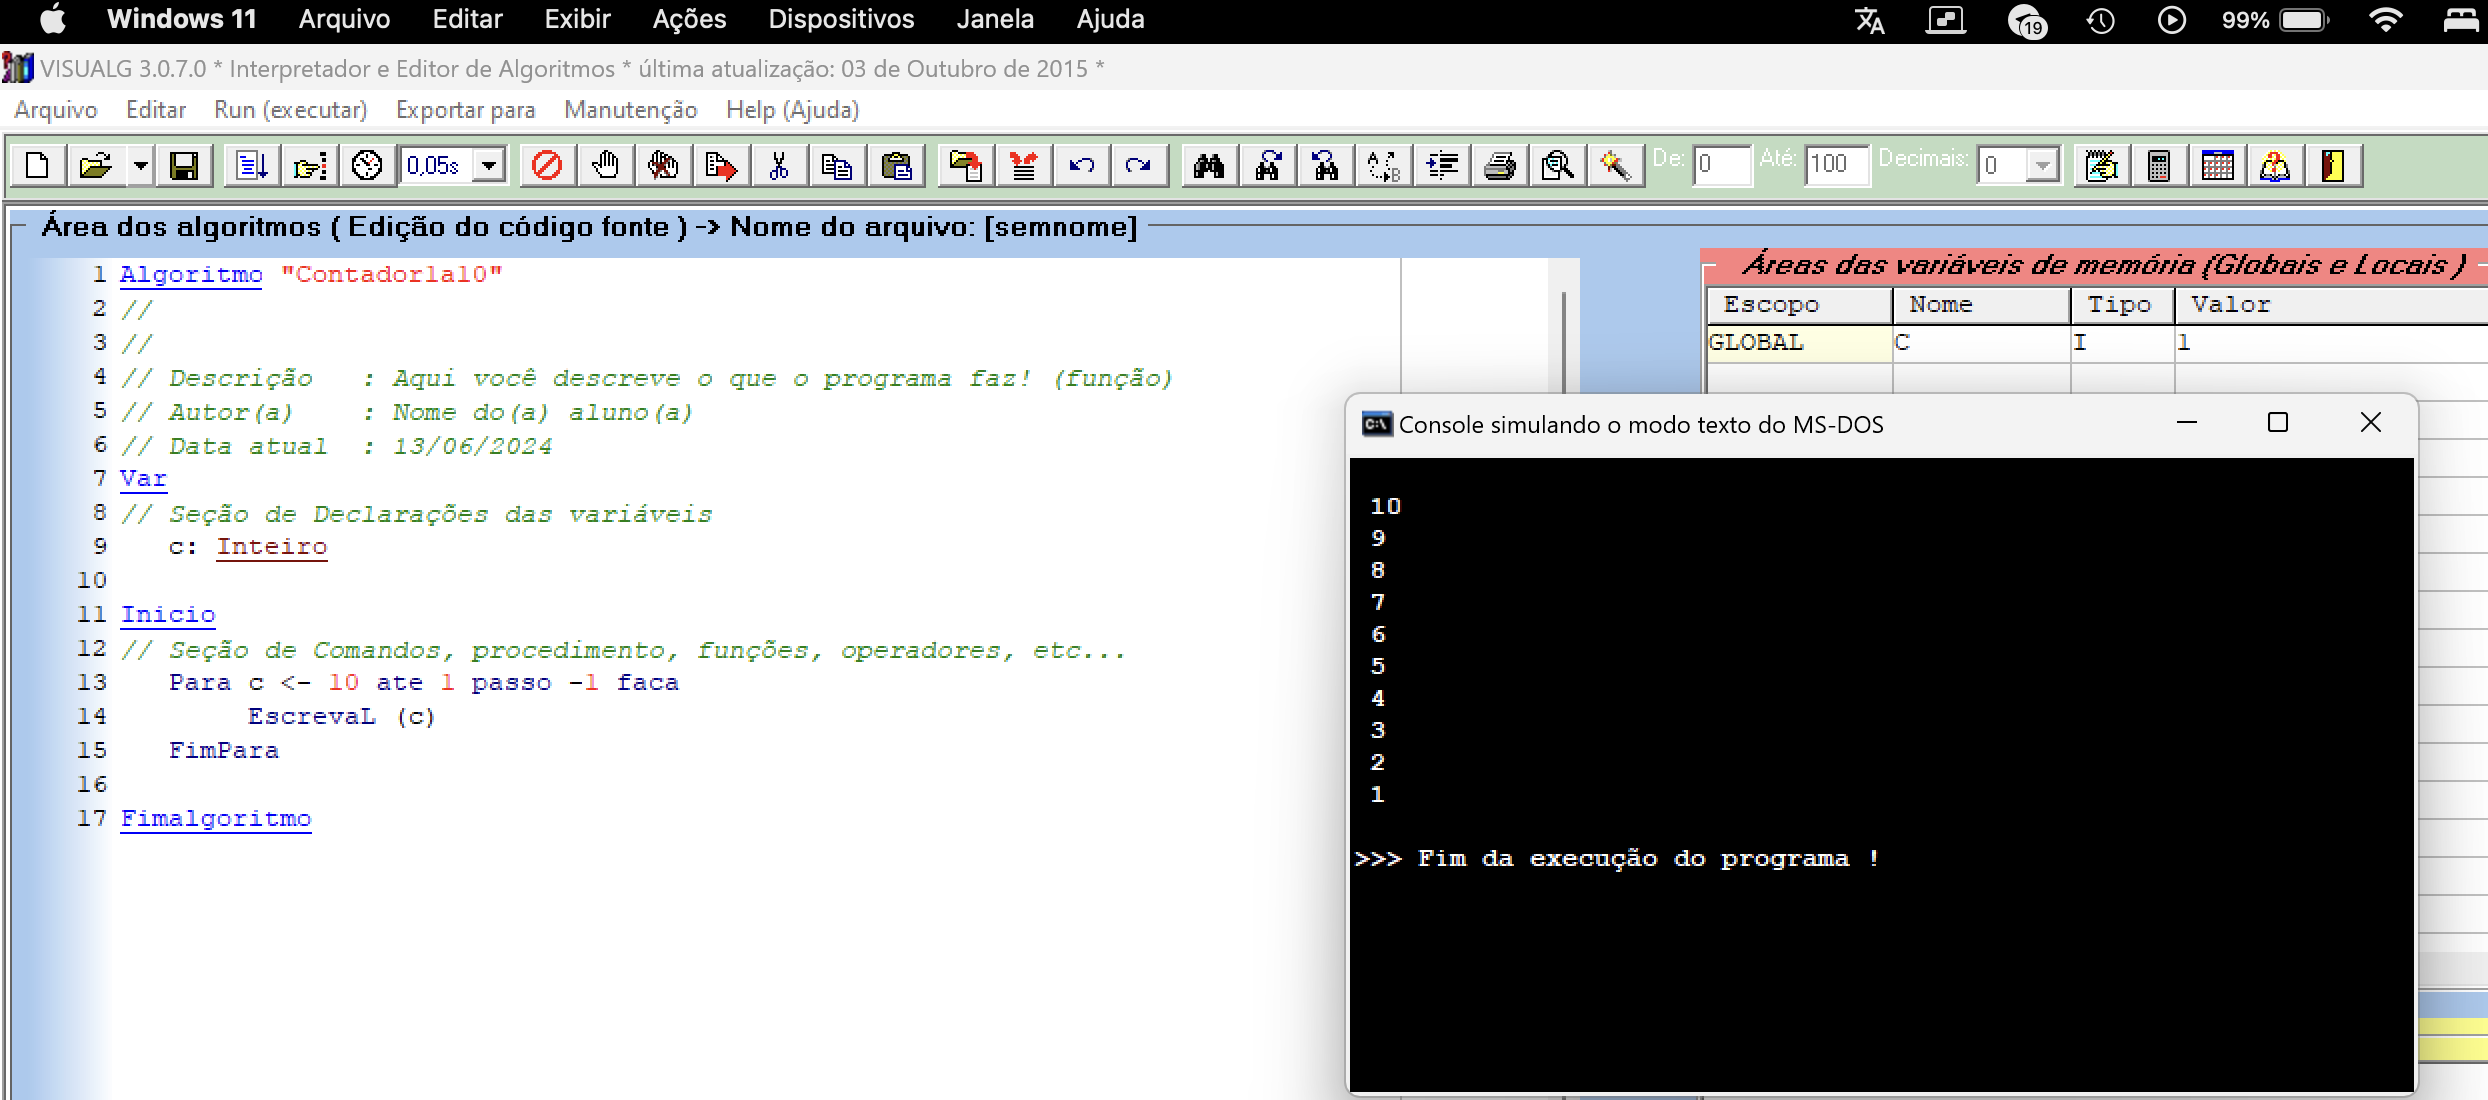 Windows 11 Arquivo Editar Exibir Ações Dispositivos Janela Ajuda 19 99%
VISUALG 3.0.7.0 * Interpretador e Editor de Algoritmos * última atualização: 03 de Outubro de 2015 *
Arquivo Editar Run (executar) Exportar para Manutenção Help (Ajuda)
0,05s De: 0 Até: 100 Decimais: 0
Área dos algoritmos ( Edição do código fonte ) -> Nome do arquivo: [semnome]
1 Algoritmo "Contador1a10"
2 //
3 //
4 // Descrição : Aqui você descreve o que o programa faz! (função)
5 // Autor(a) : Nome do(a) aluno(a)
6 // Data atual : 13/06/2024
7 Var
8 // Seção de Declarações das variáveis
9 c: Inteiro
10
11 Inicio
12 // Seção de Comandos, procedimento, funções, operadores, etc...
13 Para c <- 10 ate 1 passo -1 faca
14 EscrevaL (c)
15 FimPara
16
17 Fimalgoritmo
Áreas das variáveis de memória (Globais e Locais )
Escopo Nome Tipo Valor
GLOBAL C I 1
C:\ Console simulando o modo texto do MS-DOS
10
9
8
7
6
5
4
3
2
1
>>> Fim da execução do programa !